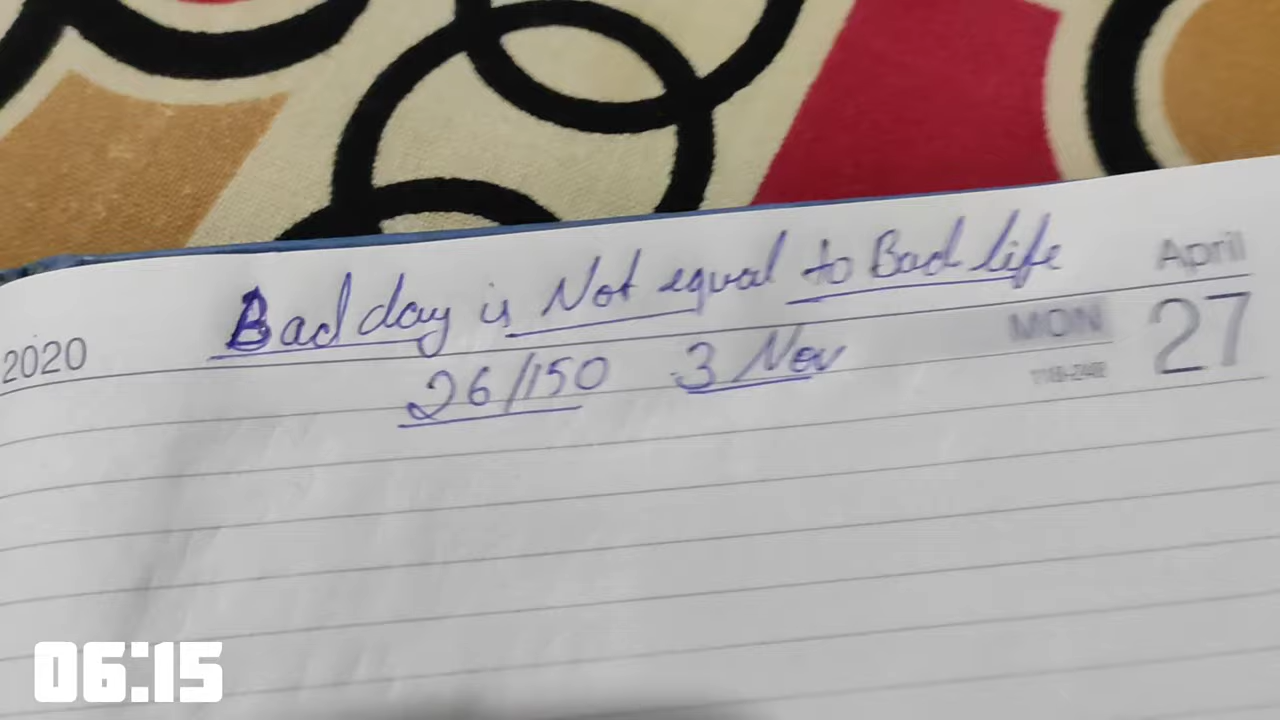 Bad day is Not equal to Bad life
April
2020
26/150 3 Nov
MON 27
06:15